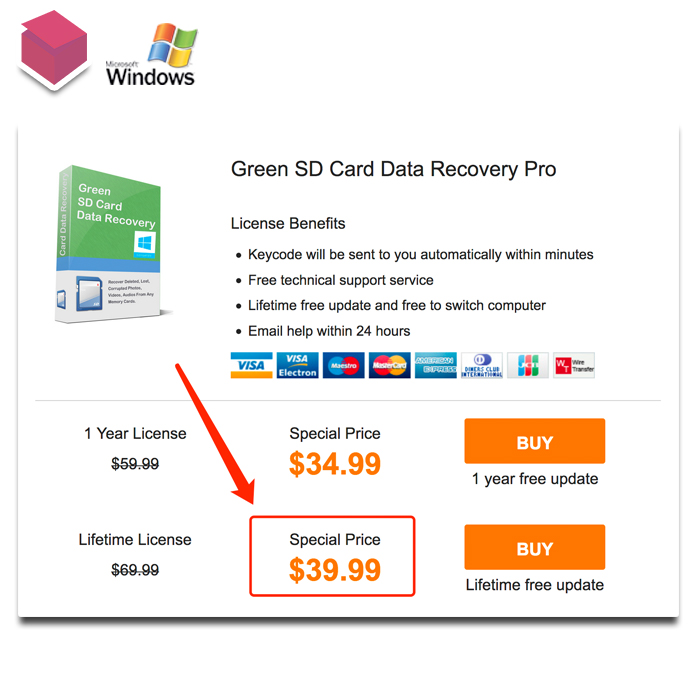 Microsoft
Windows
Green SD Card Data Recovery Pro
Card Data Recovery
Green
SD Card
Data Recovery
Recover Deleted, Lost,
Corrupted Photos,
Videos, Audios From Any
Memory Cards.
License Benefits
Keycode will be sent to you automatically within minutes
Free technical support service
Lifetime free update and free to switch computer
Email help within 24 hours
VISA
VISA
Electron
Maestro
MasterCard
AMERICAN
EXPRESS
DINERS CLUB
INTERNATIONAL
JCB
WT
Wire
Transfer
1 Year License
$59.99
Special Price
$34.99
BUY
1 year free update
Lifetime License
$69.99
Special Price
$39.99
BUY
Lifetime free update